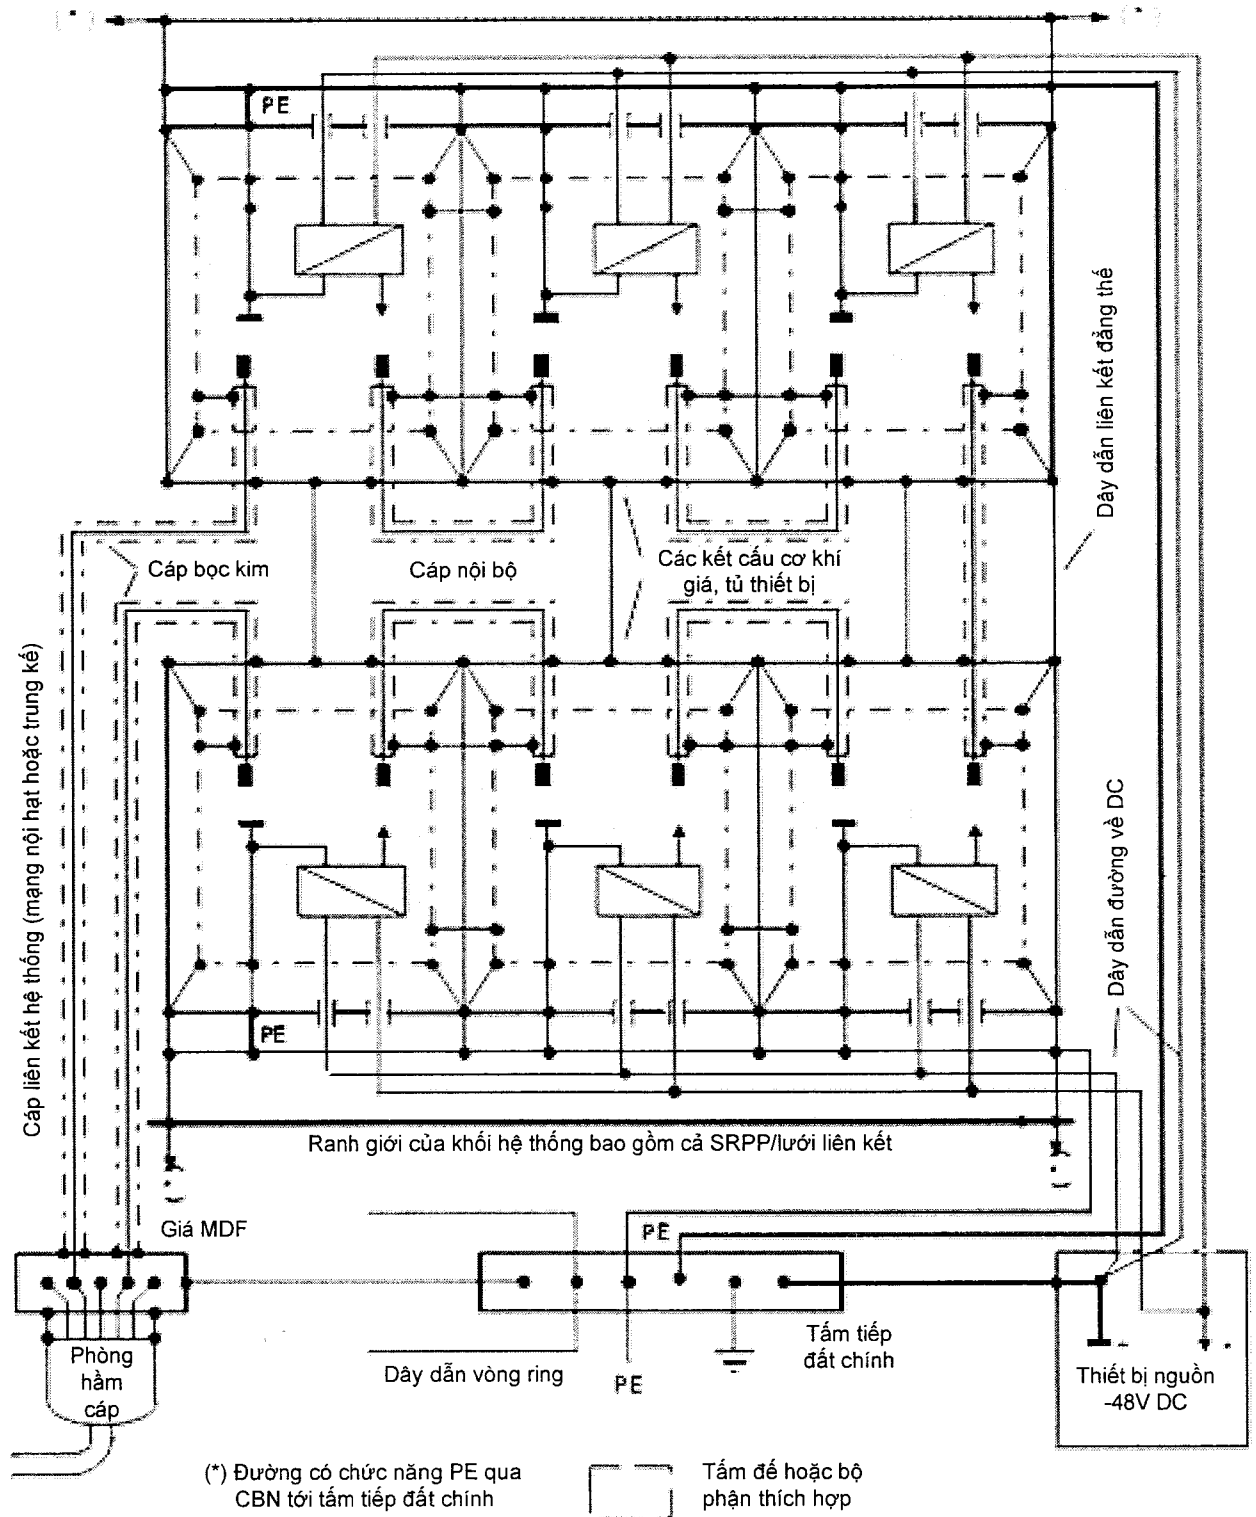 (*)
(*)
PE
Dây dẫn liên kết đẳng thế
Cáp bọc kim
Cáp nội bộ
Các kết cấu cơ khí
giá, tủ thiết bị
Cáp liên kết hệ thống (mạng nội hạt hoặc trung kế)
Dây dẫn đường về DC
PE
Ranh giới của khối hệ thống bao gồm cả SRPP/lưới liên kết
Giá MDF
PE
Tấm tiếp
đất chính
Phòng
hầm
cáp
Dây dẫn vòng ring
PE
Thiết bị nguồn
-48V DC
(*) Đường có chức năng PE qua
CBN tới tấm tiếp đất chính
Tấm đế hoặc bộ
phận thích hợp